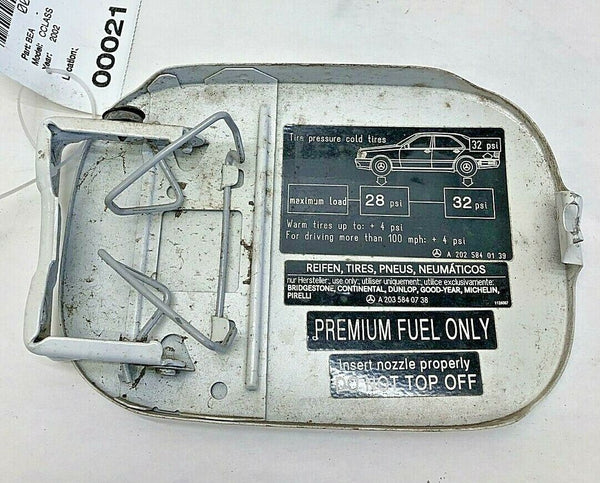 Part: BEA
Model: CCLASS
Year: 2002
Location:
00021
Tire pressure cold tires
32 psi
maximum load
28 psi
32 psi
Warm tires up to: + 4 psi
For driving more than 100 mph: + 4 psi
A 202 584 01 39
REIFEN, TIRES, PNEUS, NEUMÁTICOS
nur Hersteller; use only; utiliser uniquement; utilice exclusivamente:
BRIDGESTONE, CONTINENTAL, DUNLOP, GOOD-YEAR, MICHELIN,
PIRELLI
A 203 584 07 38
PREMIUM FUEL ONLY
Insert nozzle properly
DO NOT TOP OFF